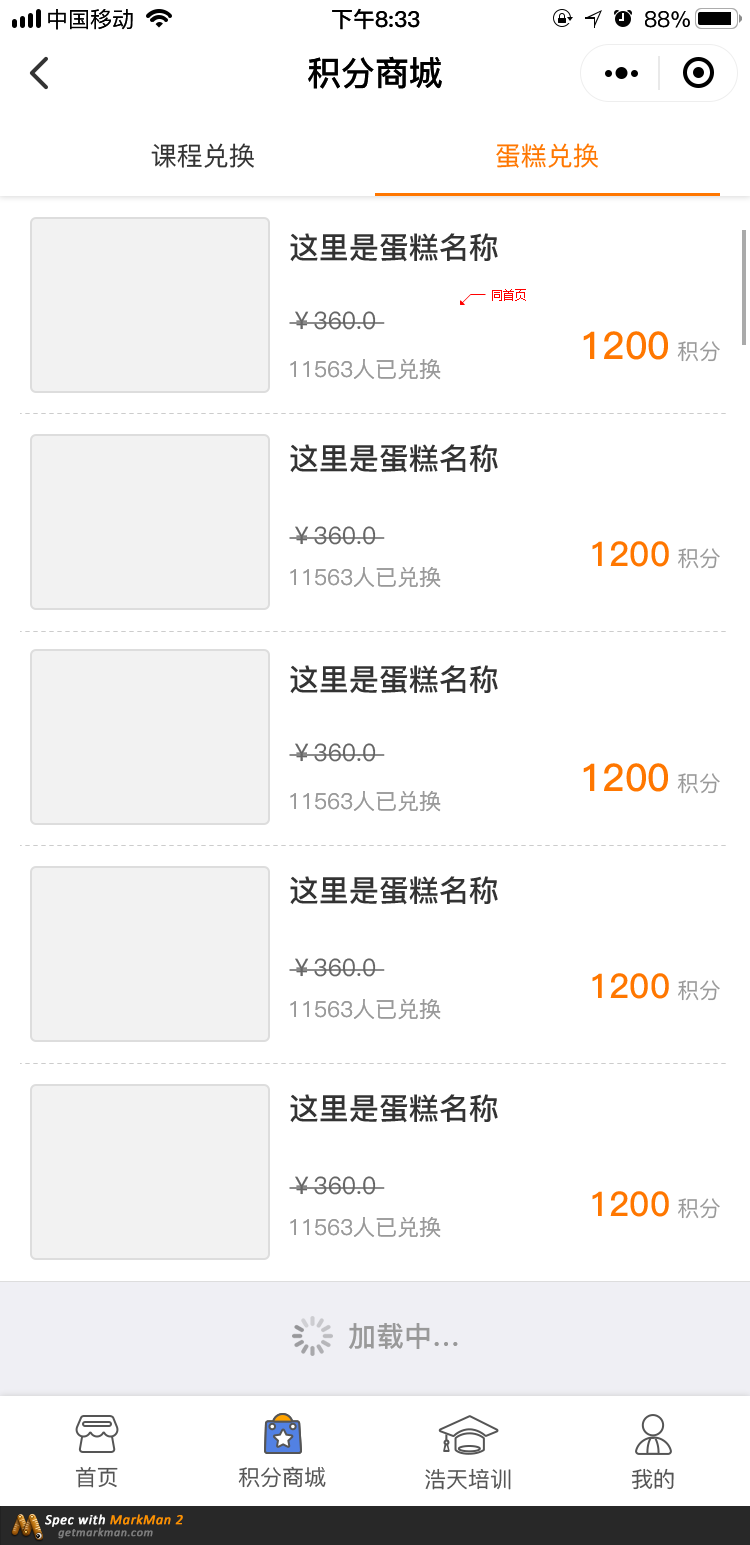 中国移动 下午8:33 88%
积分商城
课程兑换 蛋糕兑换
这里是蛋糕名称
同首页
￥360.0
1200 积分
11563人已兑换
这里是蛋糕名称
￥360.0
1200 积分
11563人已兑换
这里是蛋糕名称
￥360.0
1200 积分
11563人已兑换
这里是蛋糕名称
￥360.0
1200 积分
11563人已兑换
这里是蛋糕名称
￥360.0
1200 积分
11563人已兑换
加载中...
首页 积分商城 浩天培训 我的
Spec with MarkMan 2
getmarkman.com